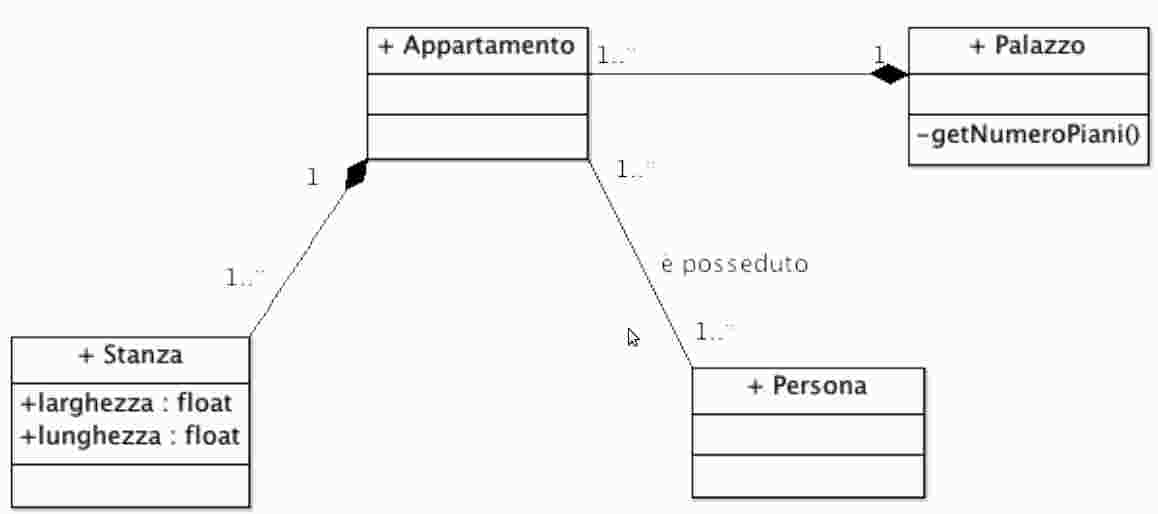 + Appartamento
1..*
1
+ Palazzo
-getNumeroPiani()
1
1..*
1..*
è posseduto
1..*
+ Stanza
+larghezza : float
+lunghezza : float
+ Persona